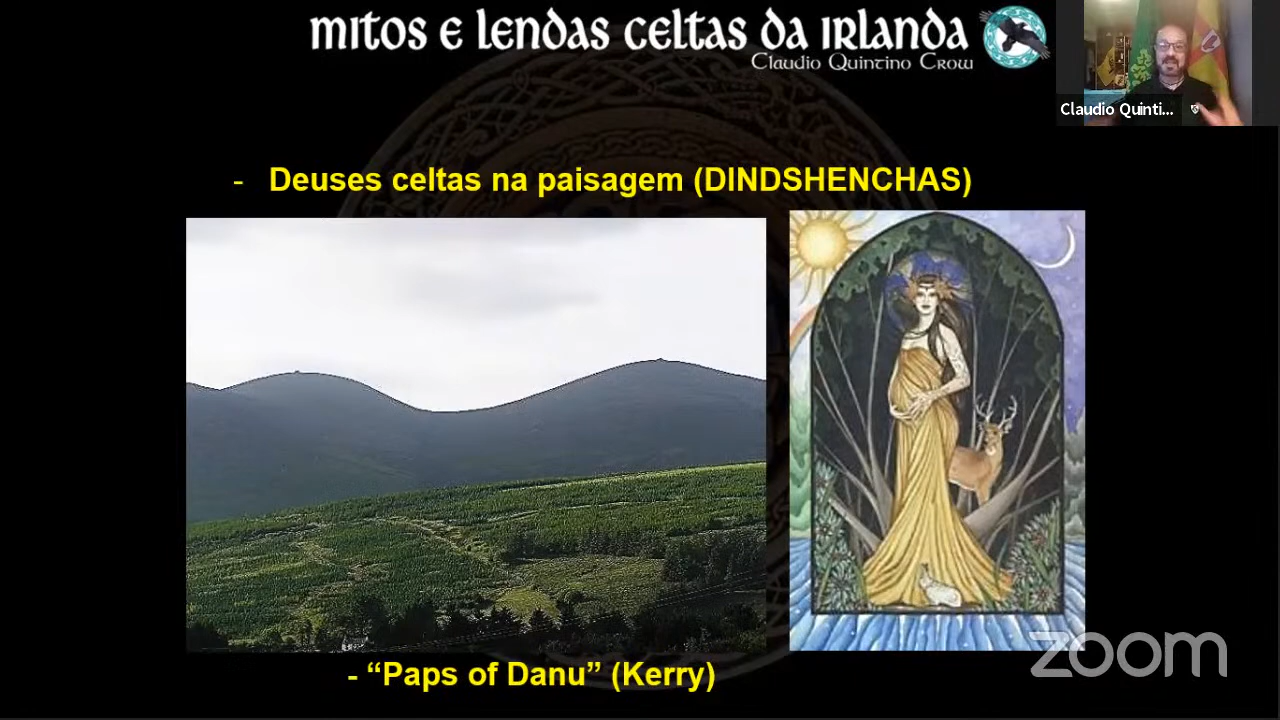 MITOS E LENDAS CELTAS DA IRLANDA
Claudio Quintino Crow
Claudio Quinti...
- Deuses celtas na paisagem (DINDSHENCHAS)
- “Paps of Danu” (Kerry)
zoom